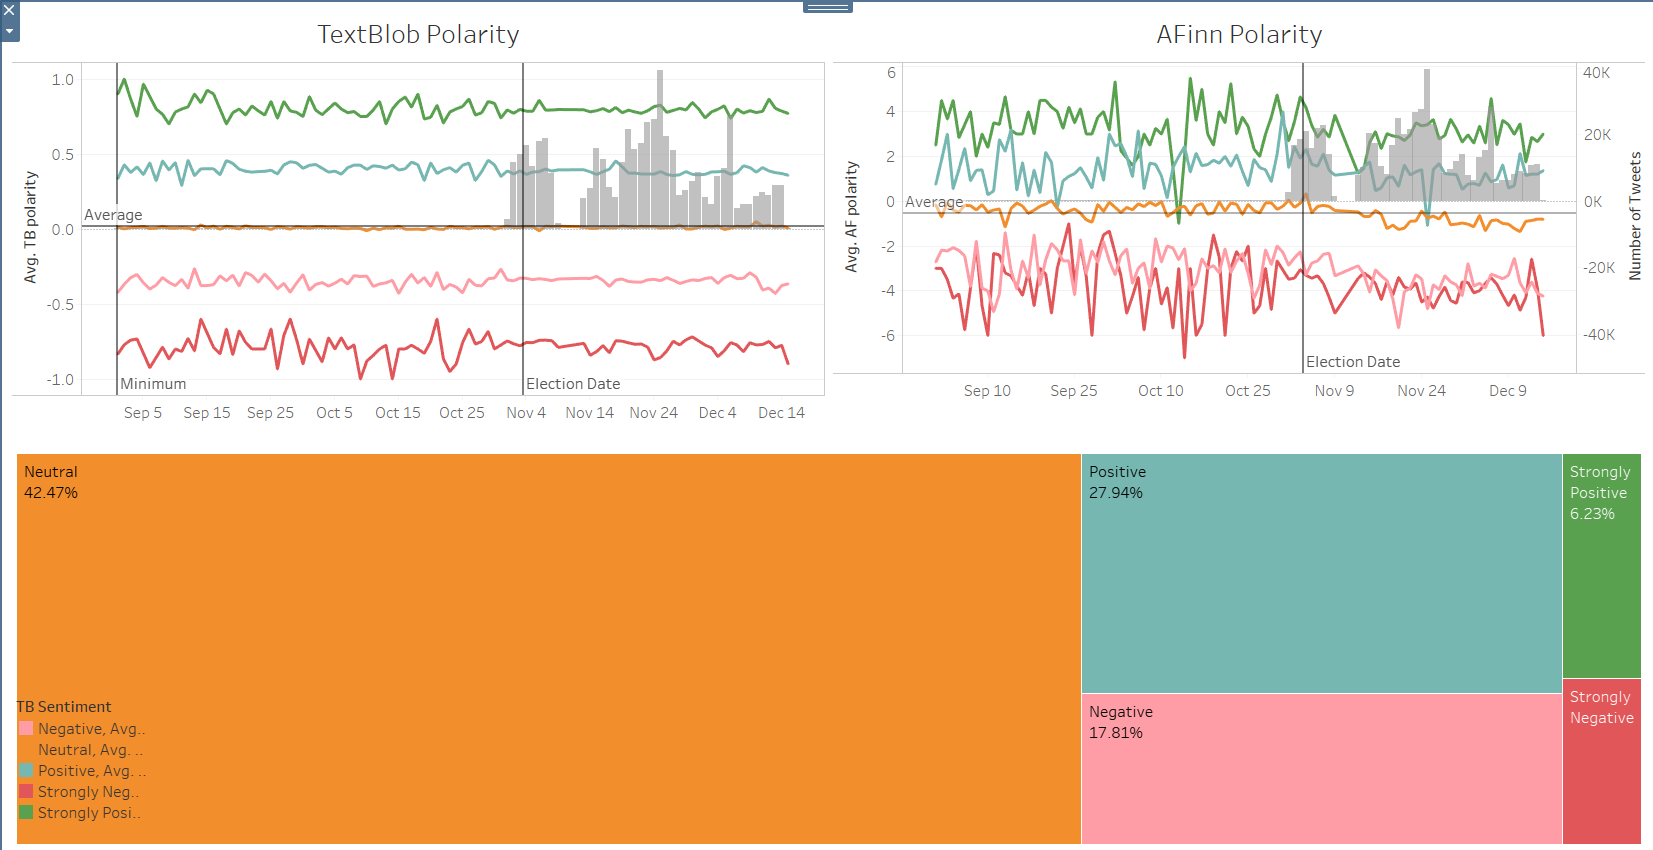 TextBlob Polarity
1.0
0.5
0.0
-0.5
-1.0
Avg. TB polarity
Average
Minimum
Election Date
Sep 5
Sep 15
Sep 25
Oct 5
Oct 15
Oct 25
Nov 4
Nov 14
Nov 24
Dec 4
Dec 14
AFinn Polarity
6
4
2
0
-2
-4
-6
Avg. AF polarity
Average
Election Date
40K
20K
0K
-20K
-40K
Number of Tweets
Sep 10
Sep 25
Oct 10
Oct 25
Nov 9
Nov 24
Dec 9
Neutral
42.47%
Positive
27.94%
Negative
17.81%
Strongly
Positive
6.23%
Strongly
Negative
TB Sentiment
Negative, Avg..
Neutral, Avg. ..
Positive, Avg. ..
Strongly Neg..
Strongly Posi..